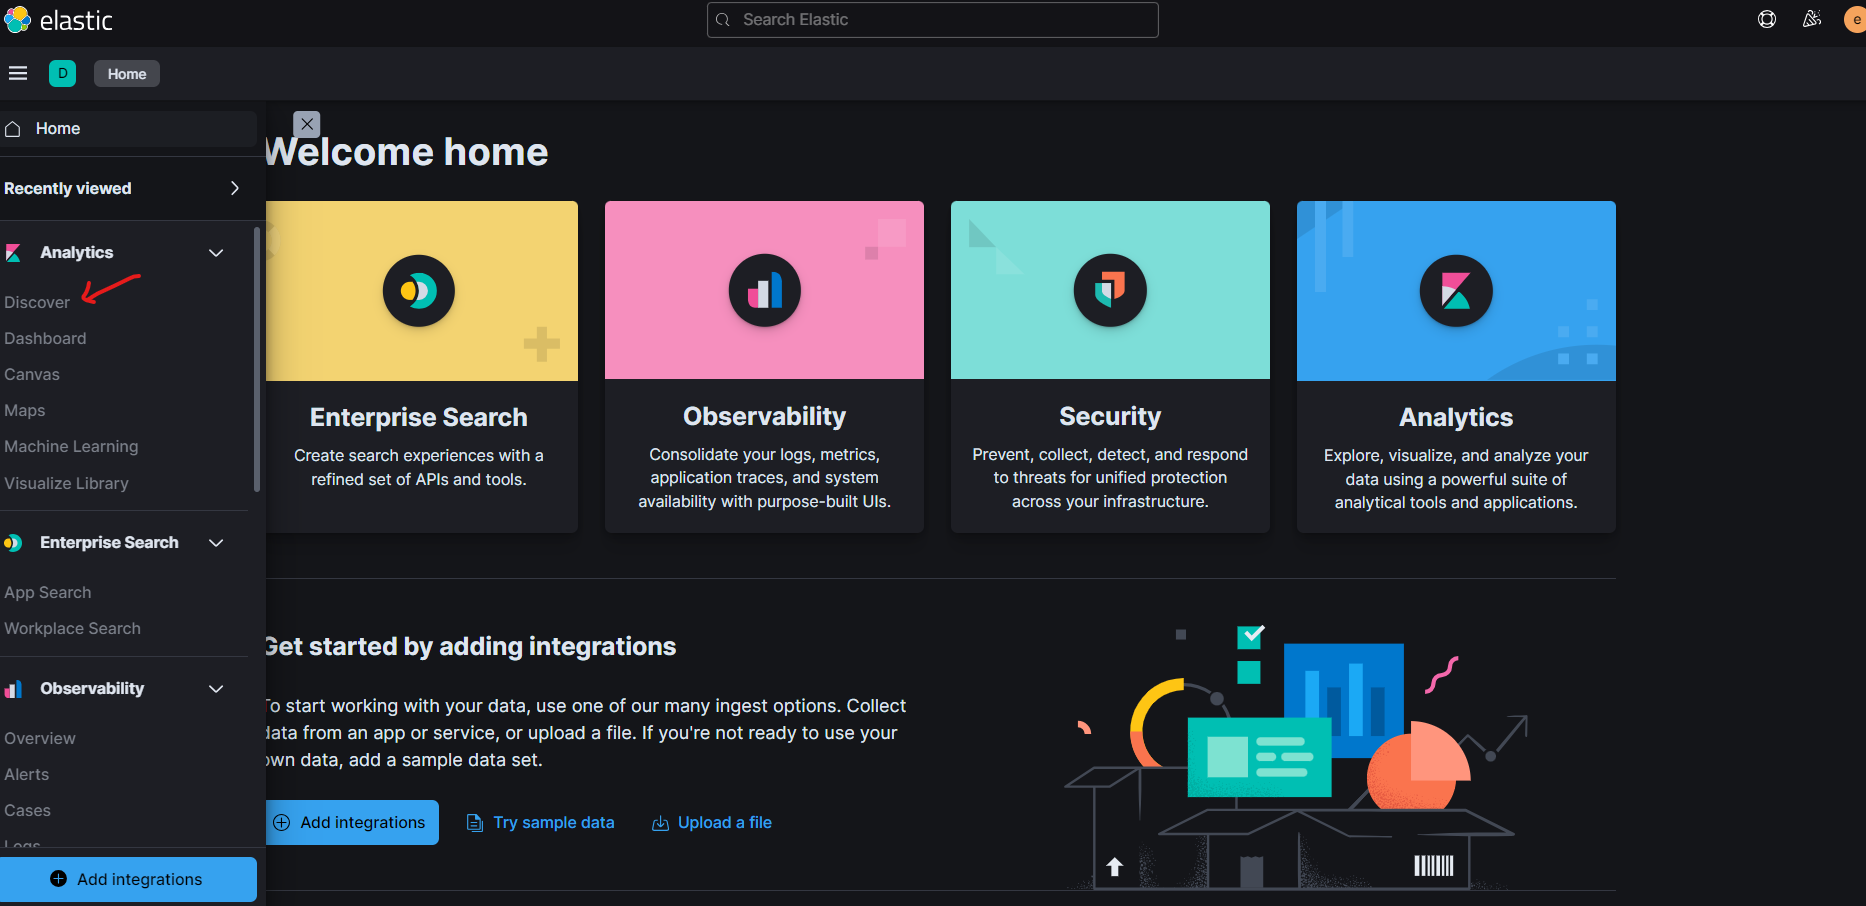 elastic
Search Elastic
e
D
Home
Home
Recently viewed
Analytics
Discover
Dashboard
Canvas
Maps
Machine Learning
Visualize Library
Enterprise Search
App Search
Workplace Search
Observability
Overview
Alerts
Cases
Logs
Add integrations
Welcome home
Enterprise Search
Create search experiences with a
refined set of APIs and tools.
Observability
Consolidate your logs, metrics,
application traces, and system
availability with purpose-built UIs.
Security
Prevent, collect, detect, and respond
to threats for unified protection
across your infrastructure.
Analytics
Explore, visualize, and analyze your
data using a powerful suite of
analytical tools and applications.
Get started by adding integrations
To start working with your data, use one of our many ingest options. Collect
data from an app or service, or upload a file. If you're not ready to use your
own data, add a sample data set.
Add integrations
Try sample data
Upload a file